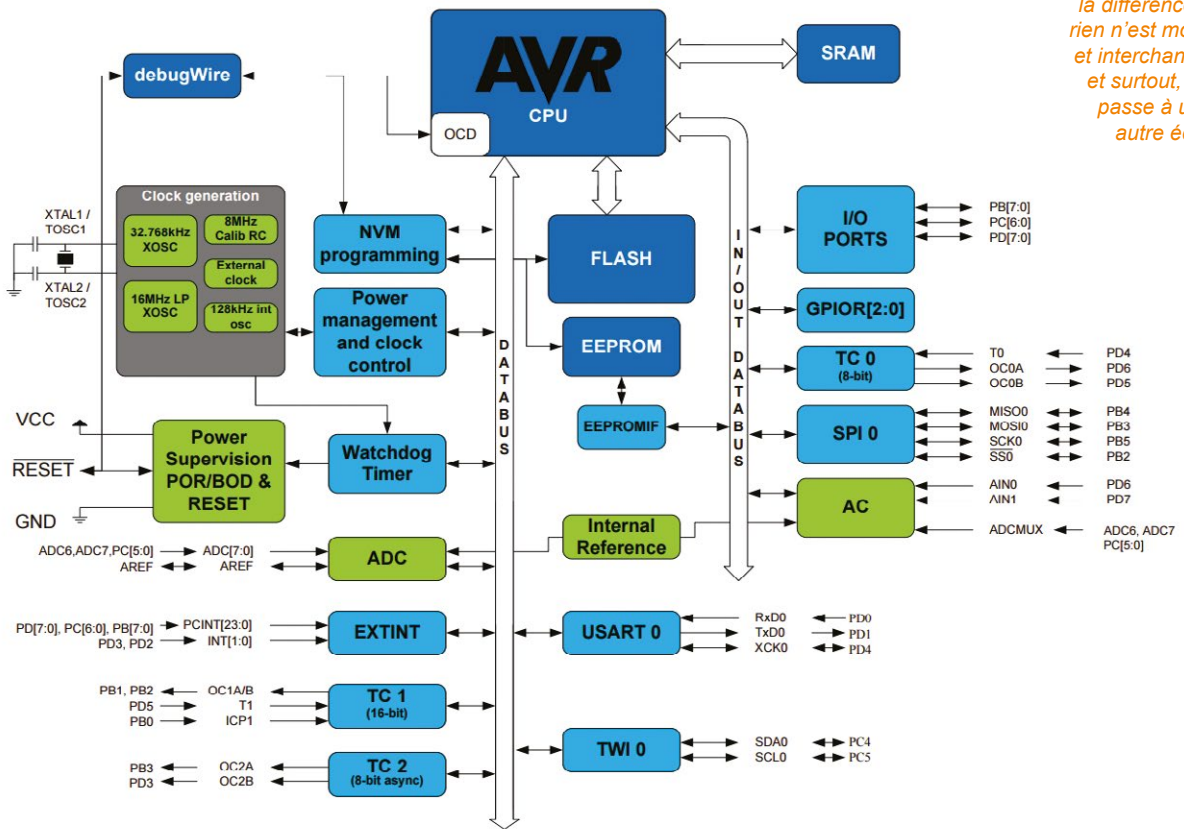 la différence
rien n'est mo
et interchan
et surtout,
passe à u
autre é
AVR
CPU
OCD
SRAM
debugWire
Clock generation
XTAL1 /
TOSC1
32.768kHz
XOSC
8MHz
Calib RC
External
clock
XTAL2 /
TOSC2
16MHz LP
XOSC
128kHz int
osc
NVM
programming
FLASH
I/O
PORTS
PB[7:0]
PC[6:0]
PD[7:0]
Power
management
and clock
control
EEPROM
GPIOR[2:0]
TC 0
(8-bit)
T0 PD4
OC0A PD6
OC0B PD5
EEPROMIF
SPI 0
MISO0 PB4
MOSI0 PB3
SCK0 PB5
SS0 PB2
DATABUS
IN/OUT DATABUS
VCC
RESET
GND
Power
Supervision
POR/BOD &
RESET
Watchdog
Timer
Internal
Reference
AC
AIN0 PD6
AIN1 PD7
ADCMUX ADC6, ADC7
PC[5:0]
ADC6,ADC7,PC[5:0] ADC[7:0]
AREF AREF
ADC
PD[7:0], PC[6:0], PB[7:0] PCINT[23:0]
PD3, PD2 INT[1:0]
EXTINT
USART 0
RxD0 PD0
TxD0 PD1
XCK0 PD4
PB1, PB2 OC1A/B
PD5 T1
PB0 ICP1
TC 1
(16-bit)
TWI 0
SDA0 PC4
SCL0 PC5
PB3 OC2A
PD3 OC2B
TC 2
(8-bit async)